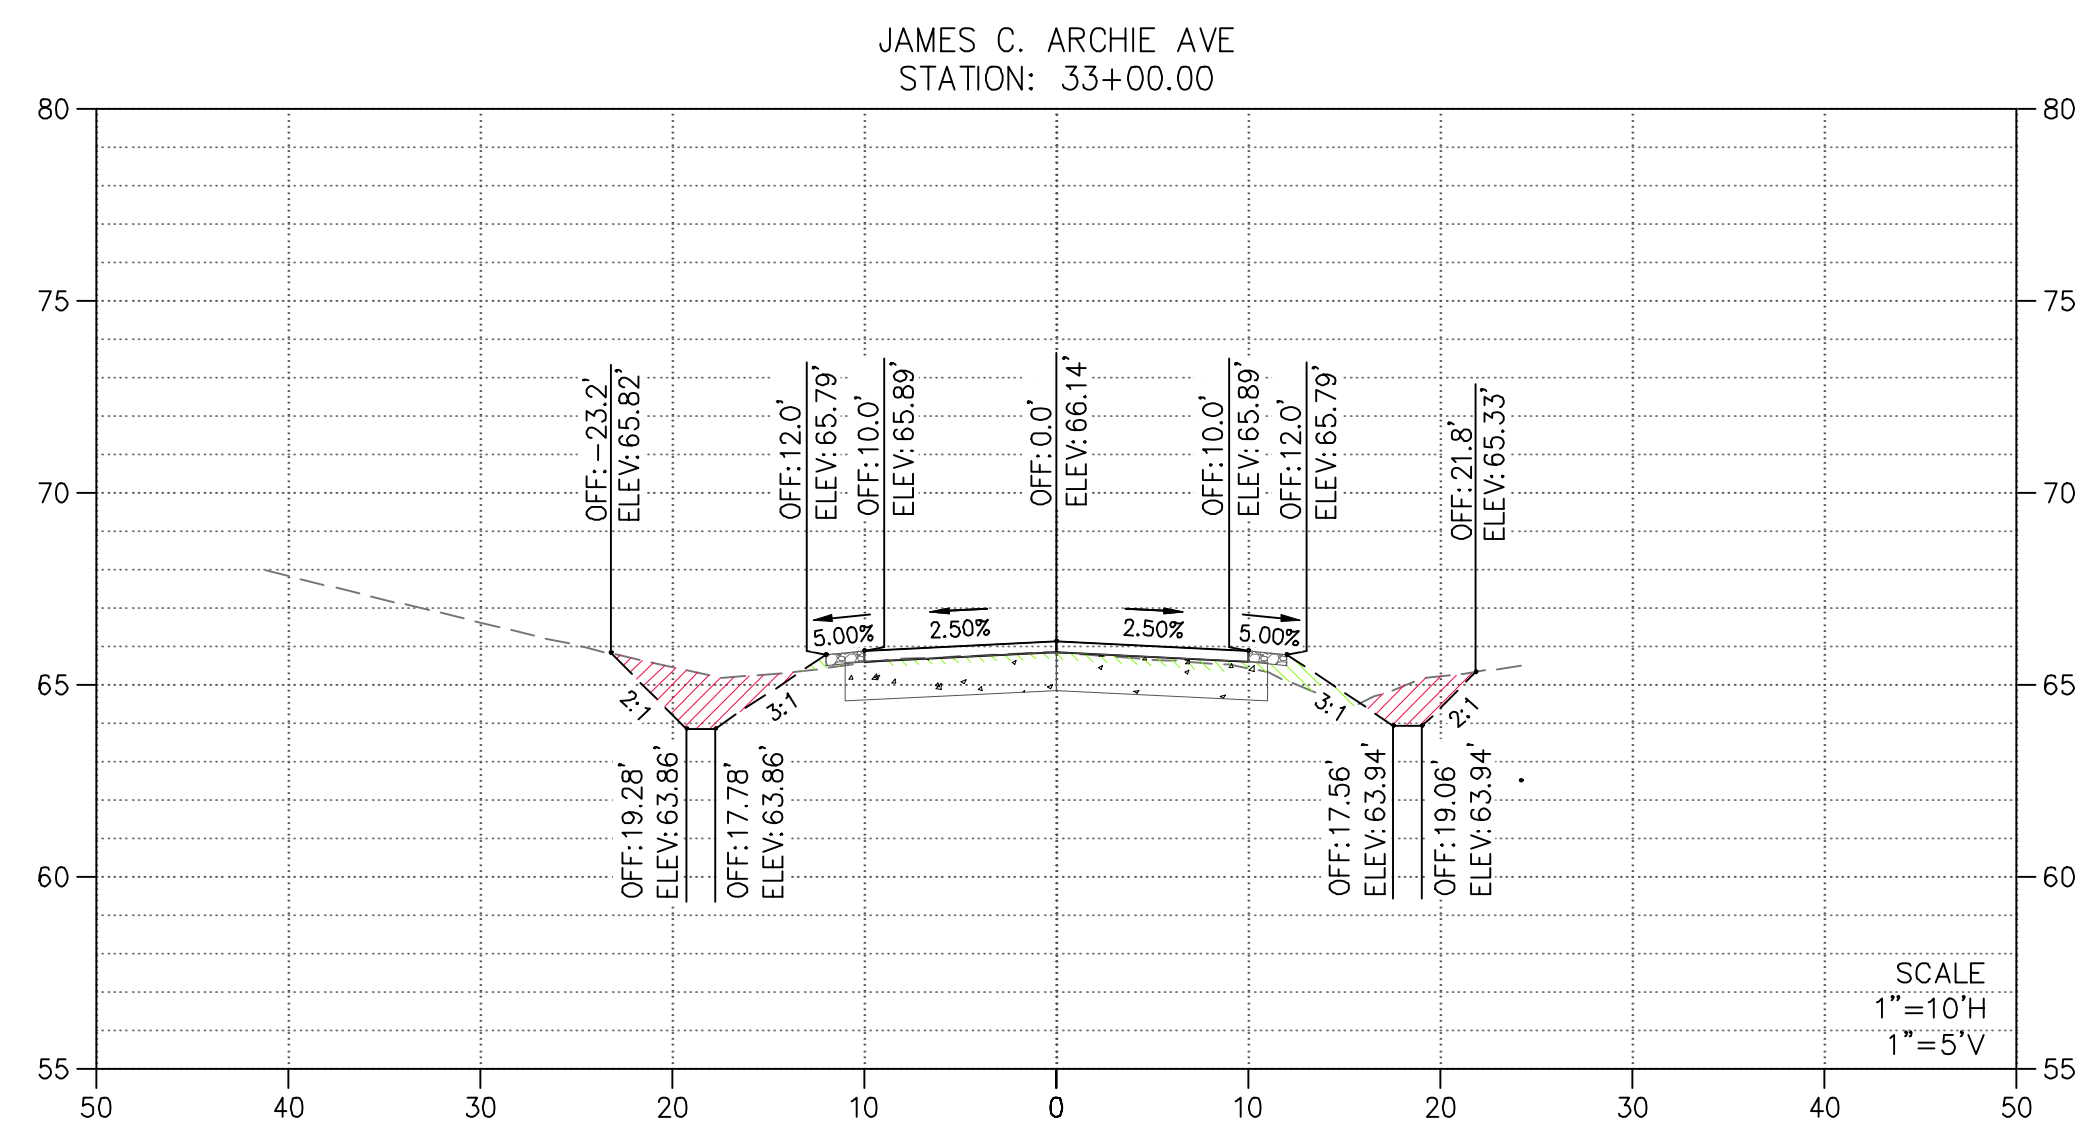 JAMES C. ARCHIE AVE
STATION: 33+00.00
80
80
75
75
70
70
65
65
60
60
55
55
OFF:-23.2'
ELEV:65.82'
OFF:12.0'
ELEV:65.79'
OFF:10.0'
ELEV:65.89'
OFF:0.0'
ELEV:66.14'
OFF:10.0'
ELEV:65.89'
OFF:12.0'
ELEV:65.79'
OFF:21.8'
ELEV:65.33'
5.00%
2.50%
2.50%
5.00%
2:1
3:1
3:1
2:1
OFF:19.28'
ELEV:63.86'
OFF:17.78'
ELEV:63.86'
OFF:17.56'
ELEV:63.94'
OFF:19.06'
ELEV:63.94'
SCALE
1"=10'H
1"=5'V
50
40
30
20
10
0
10
20
30
40
50